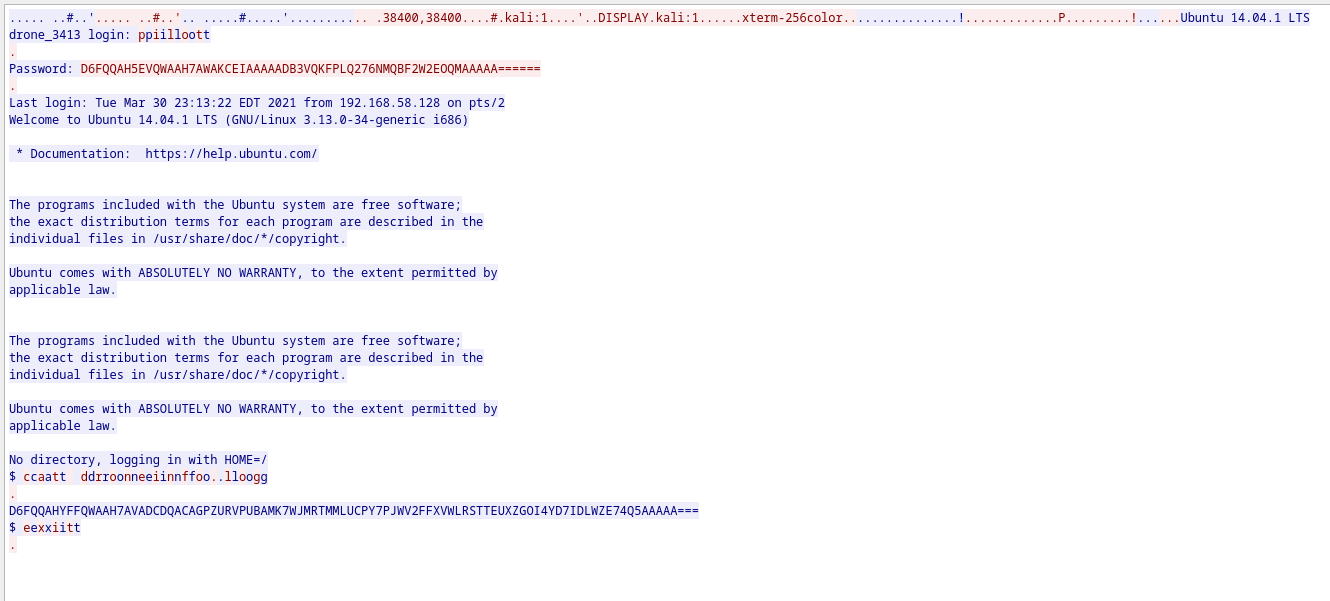 ..... ..#..'..... ..#..'.. .....#.....'........... .38400,38400....#.kali:1....'..DISPLAY.kali:1......xterm-256color................!.............P.........!......Ubuntu 14.04.1 LTS
drone_3413 login: ppiilloott
.
Password: D6FQQAH5EVQWAAH7AWAKCEIAAAAADB3VQKFPLQ276NMQBF2W2EOQMAAAAA======
.
Last login: Tue Mar 30 23:13:22 EDT 2021 from 192.168.58.128 on pts/2
Welcome to Ubuntu 14.04.1 LTS (GNU/Linux 3.13.0-34-generic i686)
* Documentation:  https://help.ubuntu.com/
The programs included with the Ubuntu system are free software;
the exact distribution terms for each program are described in the
individual files in /usr/share/doc/*/copyright.
Ubuntu comes with ABSOLUTELY NO WARRANTY, to the extent permitted by
applicable law.
The programs included with the Ubuntu system are free software;
the exact distribution terms for each program are described in the
individual files in /usr/share/doc/*/copyright.
Ubuntu comes with ABSOLUTELY NO WARRANTY, to the extent permitted by
applicable law.
No directory, logging in with HOME=/
$ ccaatt  ddrroonneeiinnffoo..lloogg
.
D6FQQAHYFFQWAAH7AVADCDQACAGPZURVPUBAMK7WJMRTMMLUCPY7PJWV2FFXVWLRSTTEUXZGOI4YD7IDLWZE74Q5AAAAA===
$ eexxiitt
.